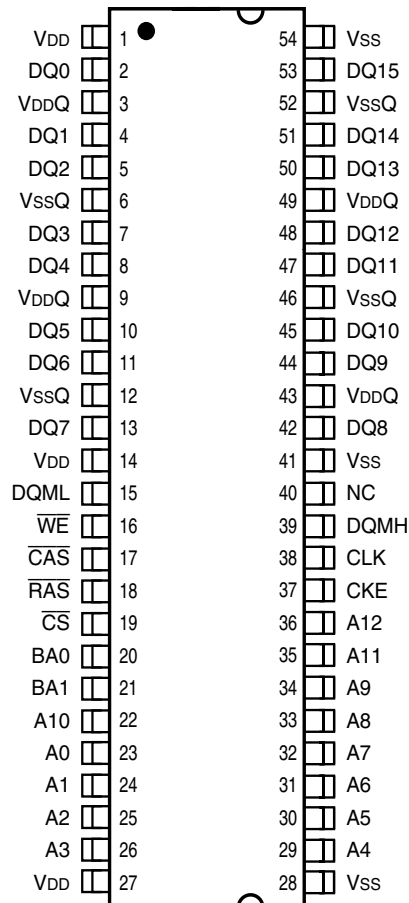 VDD 1 54 VSS
DQ0 2 53 DQ15
VDDQ 3 52 VSSQ
DQ1 4 51 DQ14
DQ2 5 50 DQ13
VSSQ 6 49 VDDQ
DQ3 7 48 DQ12
DQ4 8 47 DQ11
VDDQ 9 46 VSSQ
DQ5 10 45 DQ10
DQ6 11 44 DQ9
VSSQ 12 43 VDDQ
DQ7 13 42 DQ8
VDD 14 41 VSS
DQML 15 40 NC
W̅E̅ 16 39 DQMH
C̅A̅S̅ 17 38 CLK
R̅A̅S̅ 18 37 CKE
C̅S̅ 19 36 A12
BA0 20 35 A11
BA1 21 34 A9
A10 22 33 A8
A0 23 32 A7
A1 24 31 A6
A2 25 30 A5
A3 26 29 A4
VDD 27 28 VSS